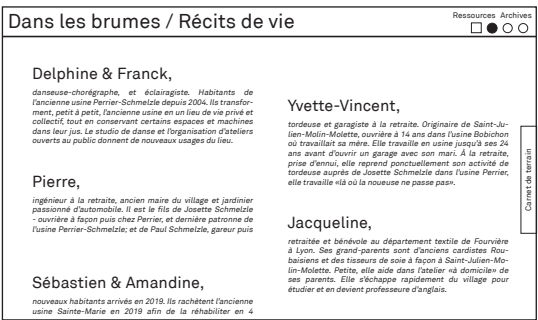 Dans les brumes / Récits de vie
Ressources Archives
Delphine & Franck,
danseuse-chorégraphe, et éclairagiste. Habitants de
l'ancienne usine Perrier-Schmelzle depuis 2004. Ils transfor-
ment, petit à petit, l'ancienne usine en un lieu de vie privé et
collectif, tout en conservant certains espaces et machines
dans leur jus. Le studio de danse et l'organisation d'ateliers
ouverts au public donnent de nouveaux usages du lieu.
Pierre,
ingénieur à la retraite, ancien maire du village et jardinier
passionné d'automobile. Il est le fils de Josette Schmelzle
- ouvrière à façon puis chez Perrier, et dernière patronne de
l'usine Perrier-Schmelzle; et de Paul Schmelzle, gareur puis
Sébastien & Amandine,
nouveaux habitants arrivés en 2019. Ils rachètent l'ancienne
usine Sainte-Marie en 2019 afin de la réhabiliter en 4
Yvette-Vincent,
tordeuse et gargiaste à la retraite. Originaire de Saint-Ju-
lien-Molin-Molette, ouvrière à 14 ans dans l'usine Bobichon
où travaillait sa mère. Elle travaille en usine jusqu'à ses 24
ans avant d'ouvrir un garage avec son mari. À la retraite,
prise d'ennui, elle reprend ponctuellement son activité de
tordeuse auprès de Josette Schmelzle dans l'usine Perrier,
elle travaille «là où la noueuse ne passe pas».
Jacqueline,
retraitée et bénévole au département textile de Fourvière
à Lyon. Ses grand-parents sont d'anciens cardistes Rou-
baisiens et des tisseurs de soie à façon à Saint-Julien-Mo-
lin-Molette. Petite, elle aide dans l'atelier «à domicile» de
ses parents. Elle s'échappe rapidement du village pour
étudier et en devient professeure d'anglais.
Carnet de terrain